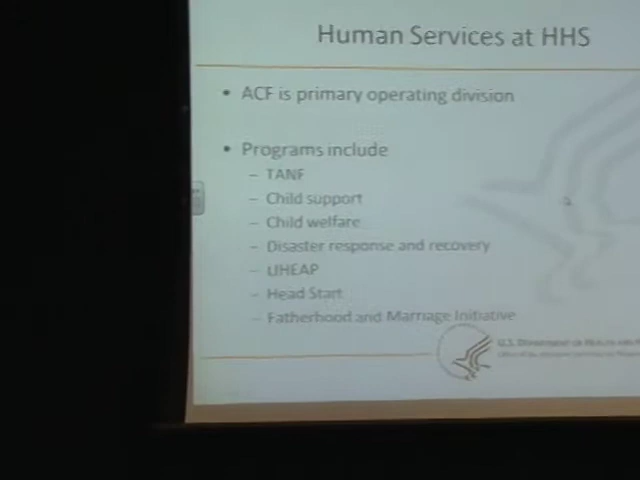 Human Services at HHS
• ACF is primary operating division
• Programs include
– TANF
– Child support
– Child welfare
– Disaster response and recovery
– LIHEAP
– Head Start
– Fatherhood and Marriage Initiative
U.S. Department of Health